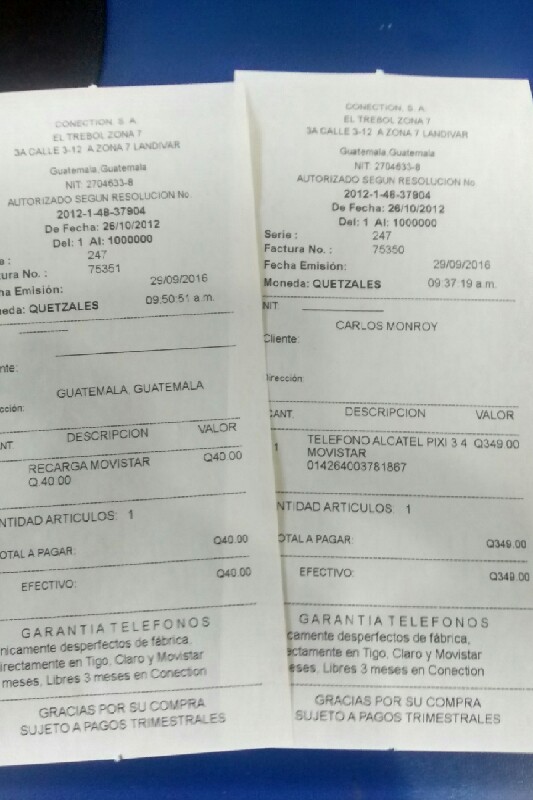 CONECTION, S. A.
EL TREBOL ZONA 7
3A CALLE 3-12 A ZONA 7 LANDIVAR
Guatemala, Guatemala
NIT: 2704633-8
AUTORIZADO SEGUN RESOLUCION No.
2012-1-46-37904
De Fecha: 26/10/2012
Del: 1 Al: 1000000
a : 247
tura No. : 75351
ha Emisión: 29/09/2016
neda: QUETZALES 09:50:51 a.m.
nte:
GUATEMALA, GUATEMALA
cción:
NT. DESCRIPCION VALOR
RECARGA MOVISTAR Q40.00
Q.40.00
NTIDAD ARTICULOS: 1
OTAL A PAGAR: Q40.00
EFECTIVO: Q40.00
GARANTIA TELEFONOS
nicamente desperfectos de fábrica,
irectamente en Tigo, Claro y Movistar
meses, Libres 3 meses en Conection
GRACIAS POR SU COMPRA
SUJETO A PAGOS TRIMESTRALES
CONECTION, S. A.
EL TREBOL ZONA 7
3A CALLE 3-12 A ZONA 7 LANDIVAR
Guatemala, Guatemala
NIT: 2704633-8
AUTORIZADO SEGUN RESOLUCION No.
2012-1-46-37904
De Fecha: 26/10/2012
Del: 1 Al: 1000000
Serie : 247
Factura No. : 75350
Fecha Emisión: 29/09/2016
Moneda: QUETZALES 09:37:19 a.m.
NIT:
CARLOS MONROY
Cliente:
irección:
CANT. DESCRIPCION VALOR
1 TELEFONO ALCATEL PIXI 3 4 Q349.00
MOVISTAR
014264003781867
NTIDAD ARTICULOS: 1
OTAL A PAGAR: Q349.00
EFECTIVO: Q349.00
GARANTIA TELEFONOS
camente desperfectos de fábrica,
ectamente en Tigo, Claro y Movistar
eses, Libres 3 meses en Conection
GRACIAS POR SU COMPRA
SUJETO A PAGOS TRIMESTRALES